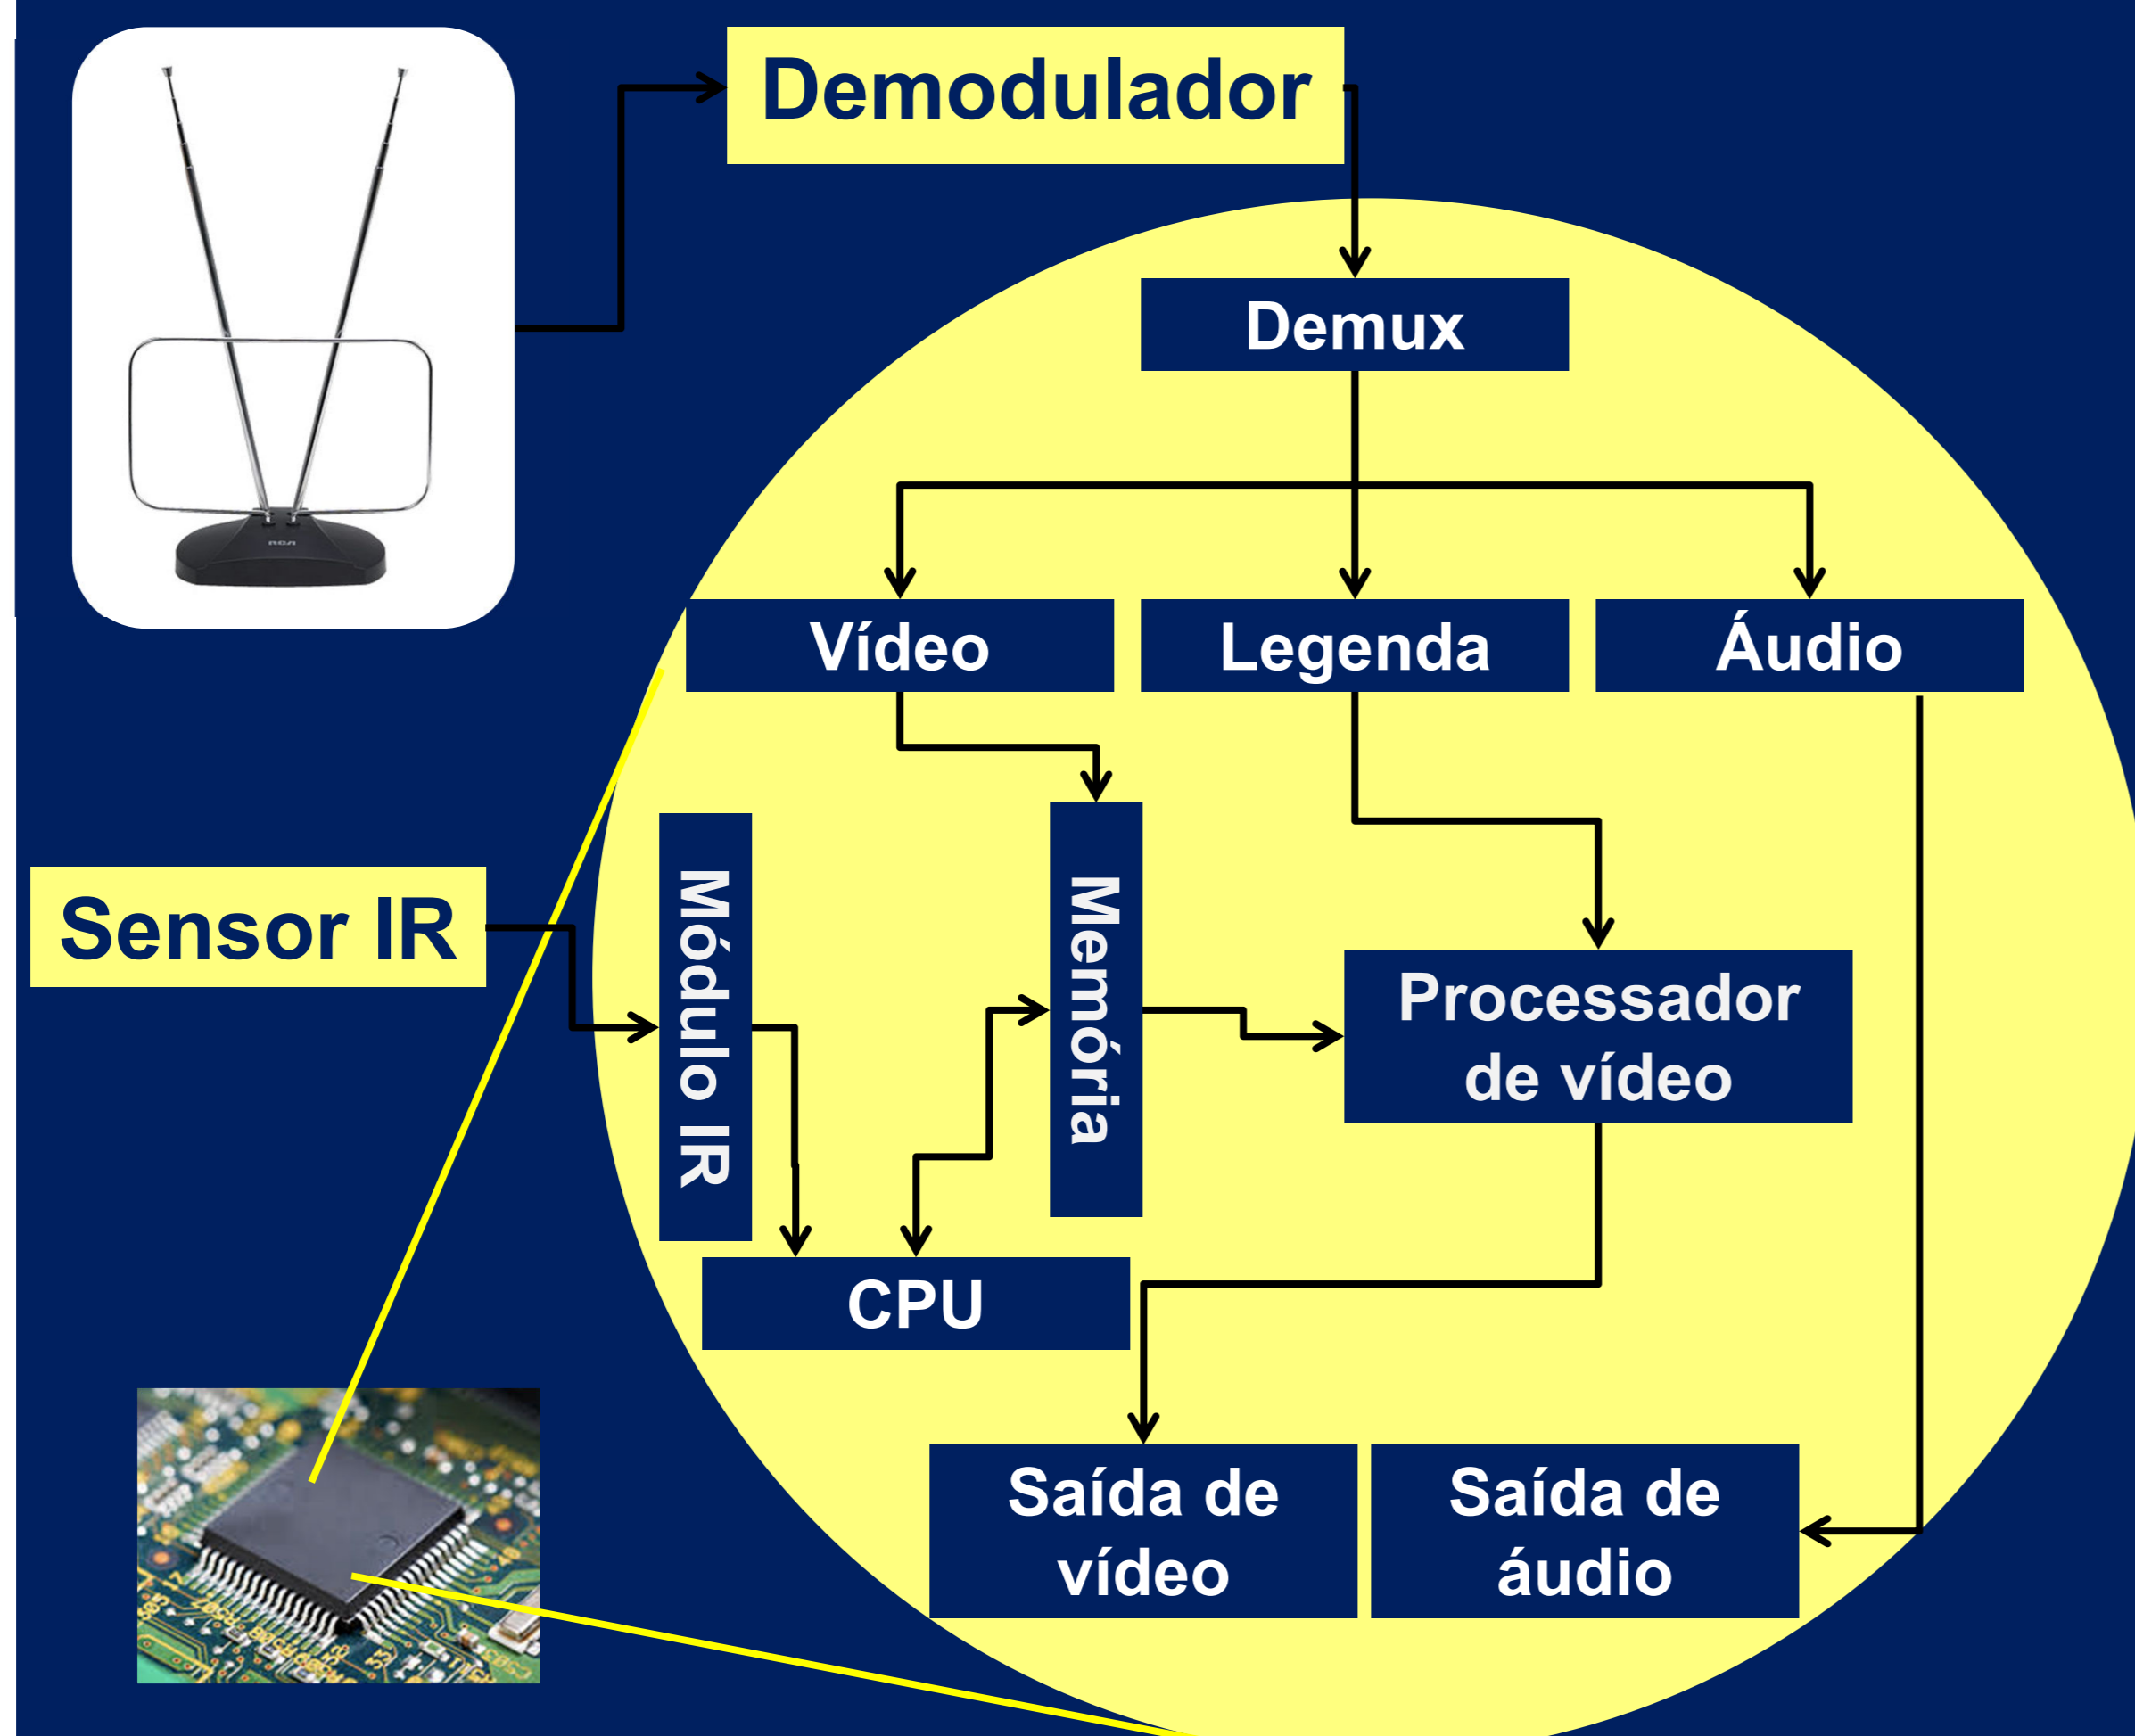 Demodulador
Demux
RCA
Vídeo
Legenda
Áudio
Sensor IR
Módulo IR
Memória
Processador
de vídeo
CPU
Saída de
vídeo
Saída de
áudio